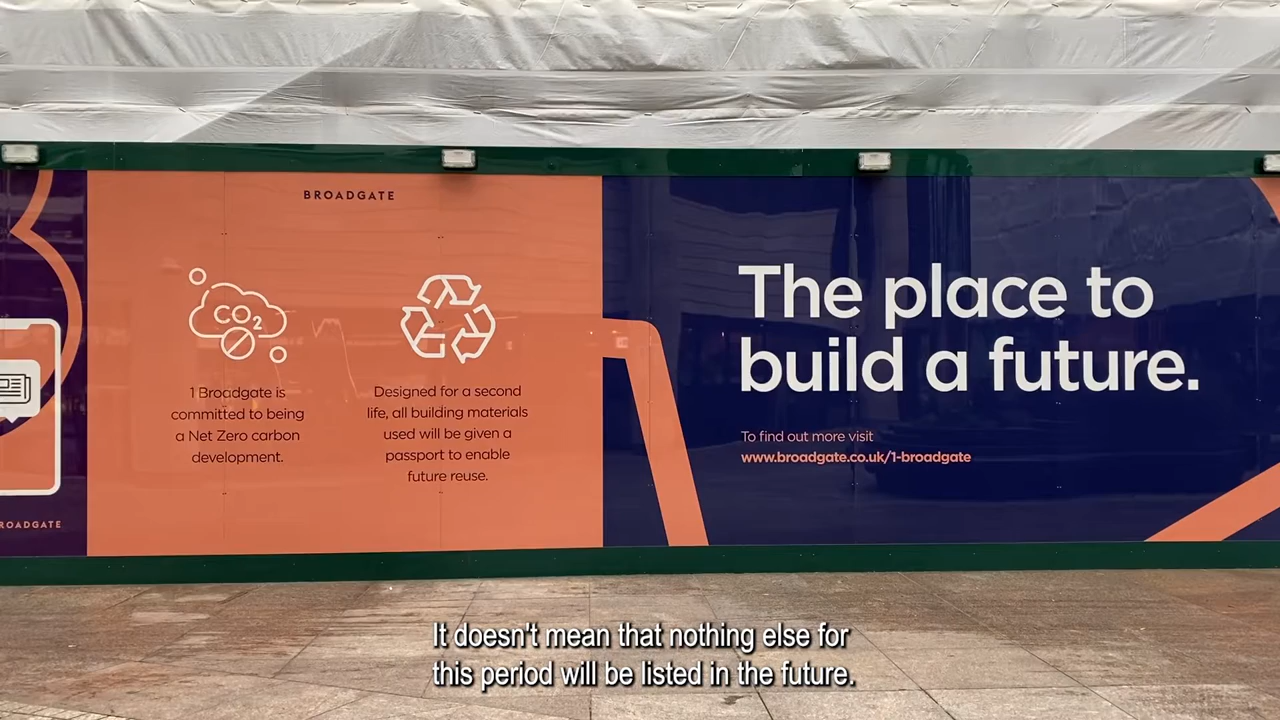 BROADGATE
CO2
1 Broadgate is
committed to being
a Net Zero carbon
development.
Designed for a second
life, all building materials
used will be given a
passport to enable
future reuse.
The place to
build a future.
To find out more visit
www.broadgate.co.uk/1-broadgate
ROADGATE
It doesn't mean that nothing else for
this period will be listed in the future.